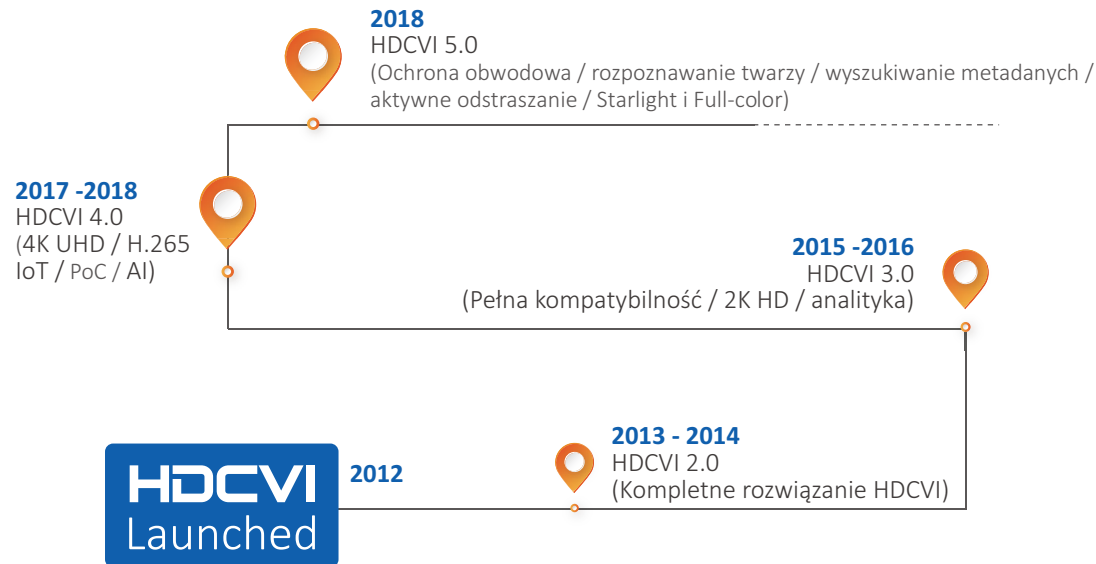 2018
HDCVI 5.0
(Ochrona obwodowa / rozpoznawanie twarzy / wyszukiwanie metadanych /
aktywne odstraszanie / Starlight i Full-color)
2017 -2018
HDCVI 4.0
(4K UHD / H.265
IoT / PoC / AI)
2015 -2016
HDCVI 3.0
(Pełna kompatybilność / 2K HD / analityka)
2013 - 2014
HDCVI 2.0
(Kompletne rozwiązanie HDCVI)
HDCVI
Launched
2012